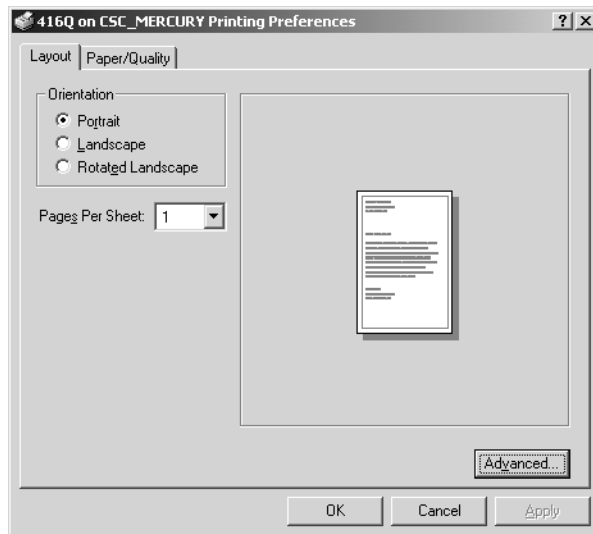 416Q on CSC_MERCURY Printing Preferences
Layout
Paper/Quality
Orientation
Portrait
Landscape
Rotated Landscape
Pages Per Sheet: 1
Advanced...
OK
Cancel
Apply